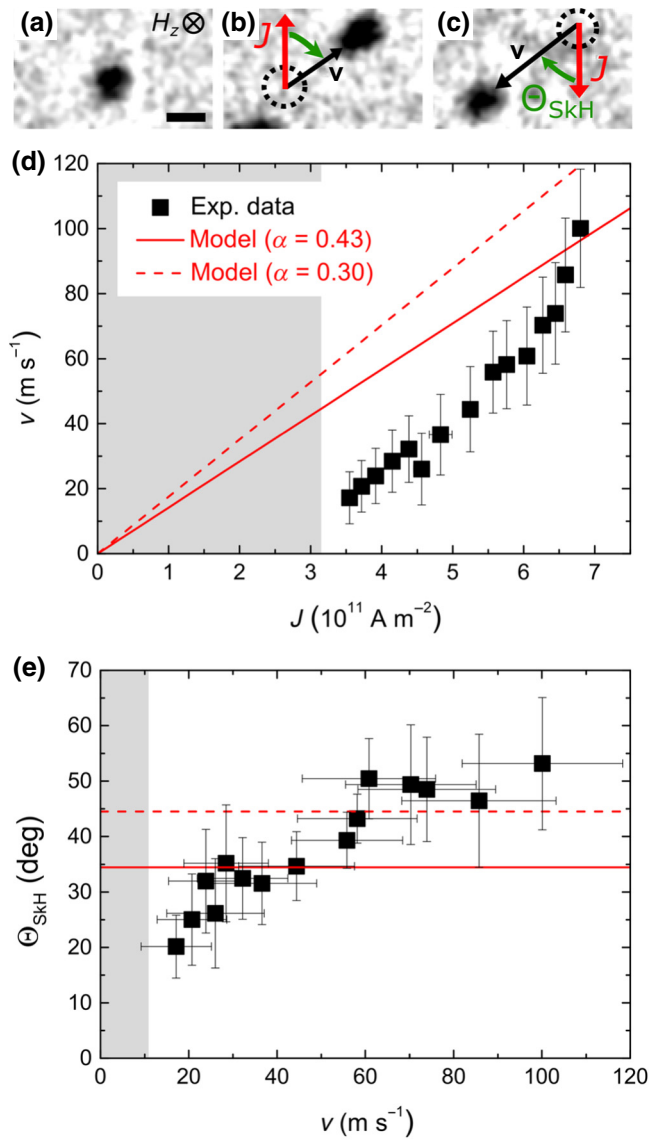 (a)
H_z ⊗
(b)
J
v
(c)
v
J
Θ_SkH
(d)
120
100
80
60
40
20
0
v (m s⁻¹)
Exp. data
Model (α = 0.43)
Model (α = 0.30)
0 1 2 3 4 5 6 7
J (10¹¹ A m⁻²)
(e)
70
60
50
40
30
20
10
0
Θ_SkH (deg)
0 20 40 60 80 100 120
v (m s⁻¹)